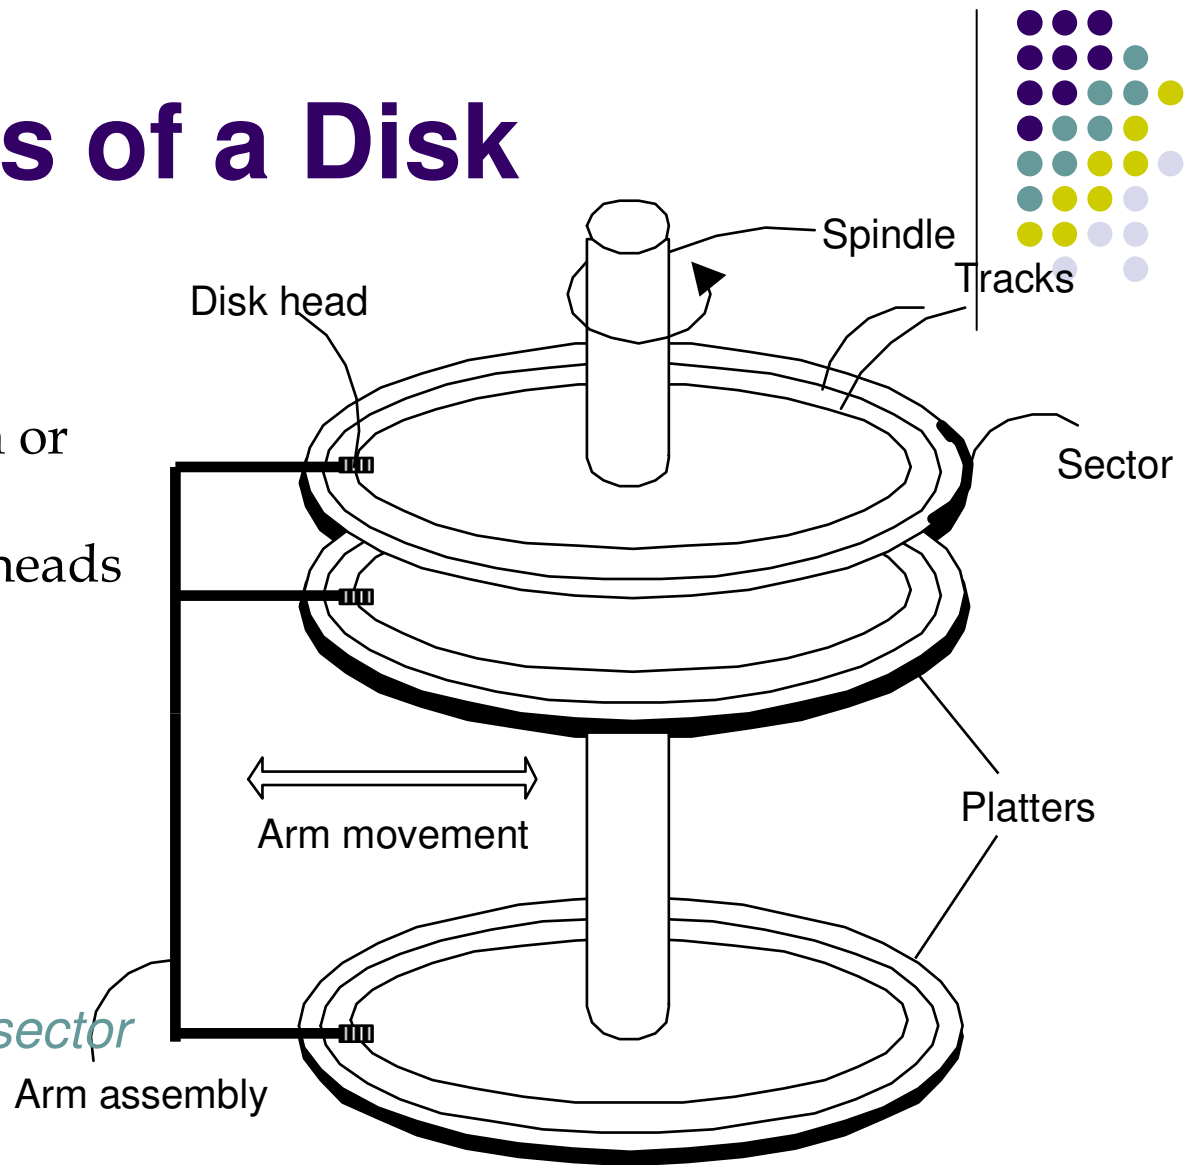 s of a Disk
Spindle
Tracks
Disk head
or
Sector
heads
Arm movement
Platters
sector
Arm assembly